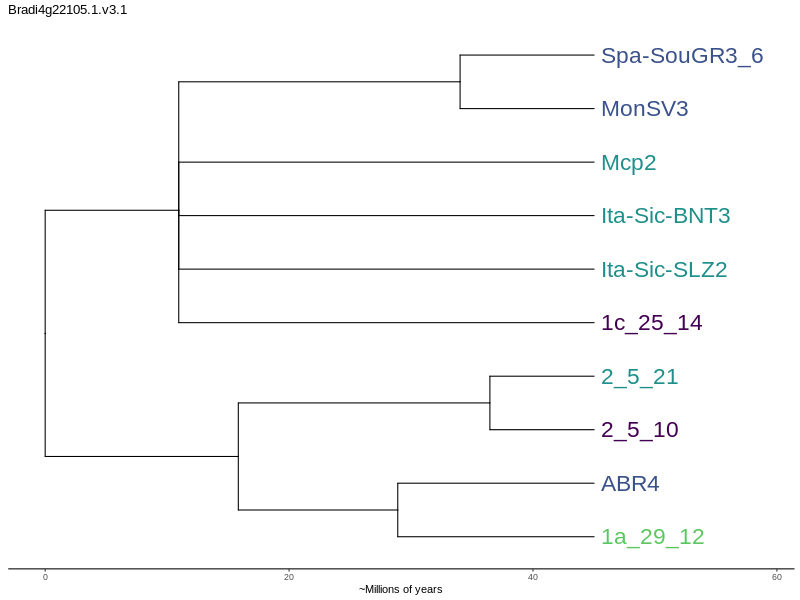 Bradi4g22105.1.v3.1
Spa-SouGR3_6
MonSV3
Mcp2
Ita-Sic-BNT3
Ita-Sic-SLZ2
1c_25_14
2_5_21
2_5_10
ABR4
1a_29_12
0 20 40 60
~Millions of years